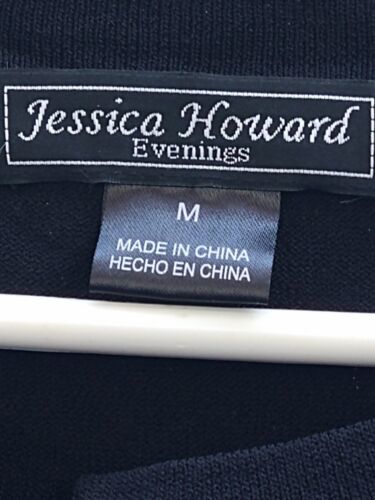 Jessica Howard
Evenings
M
MADE IN CHINA
HECHO EN CHINA